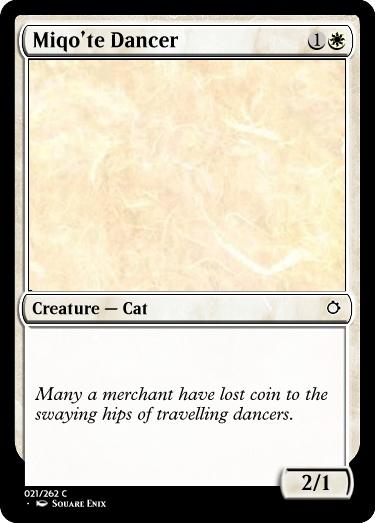 Miqo'te Dancer 1
Creature — Cat
Many a merchant have lost coin to the
swaying hips of travelling dancers.
2/1
021/262 C
· Square Enix